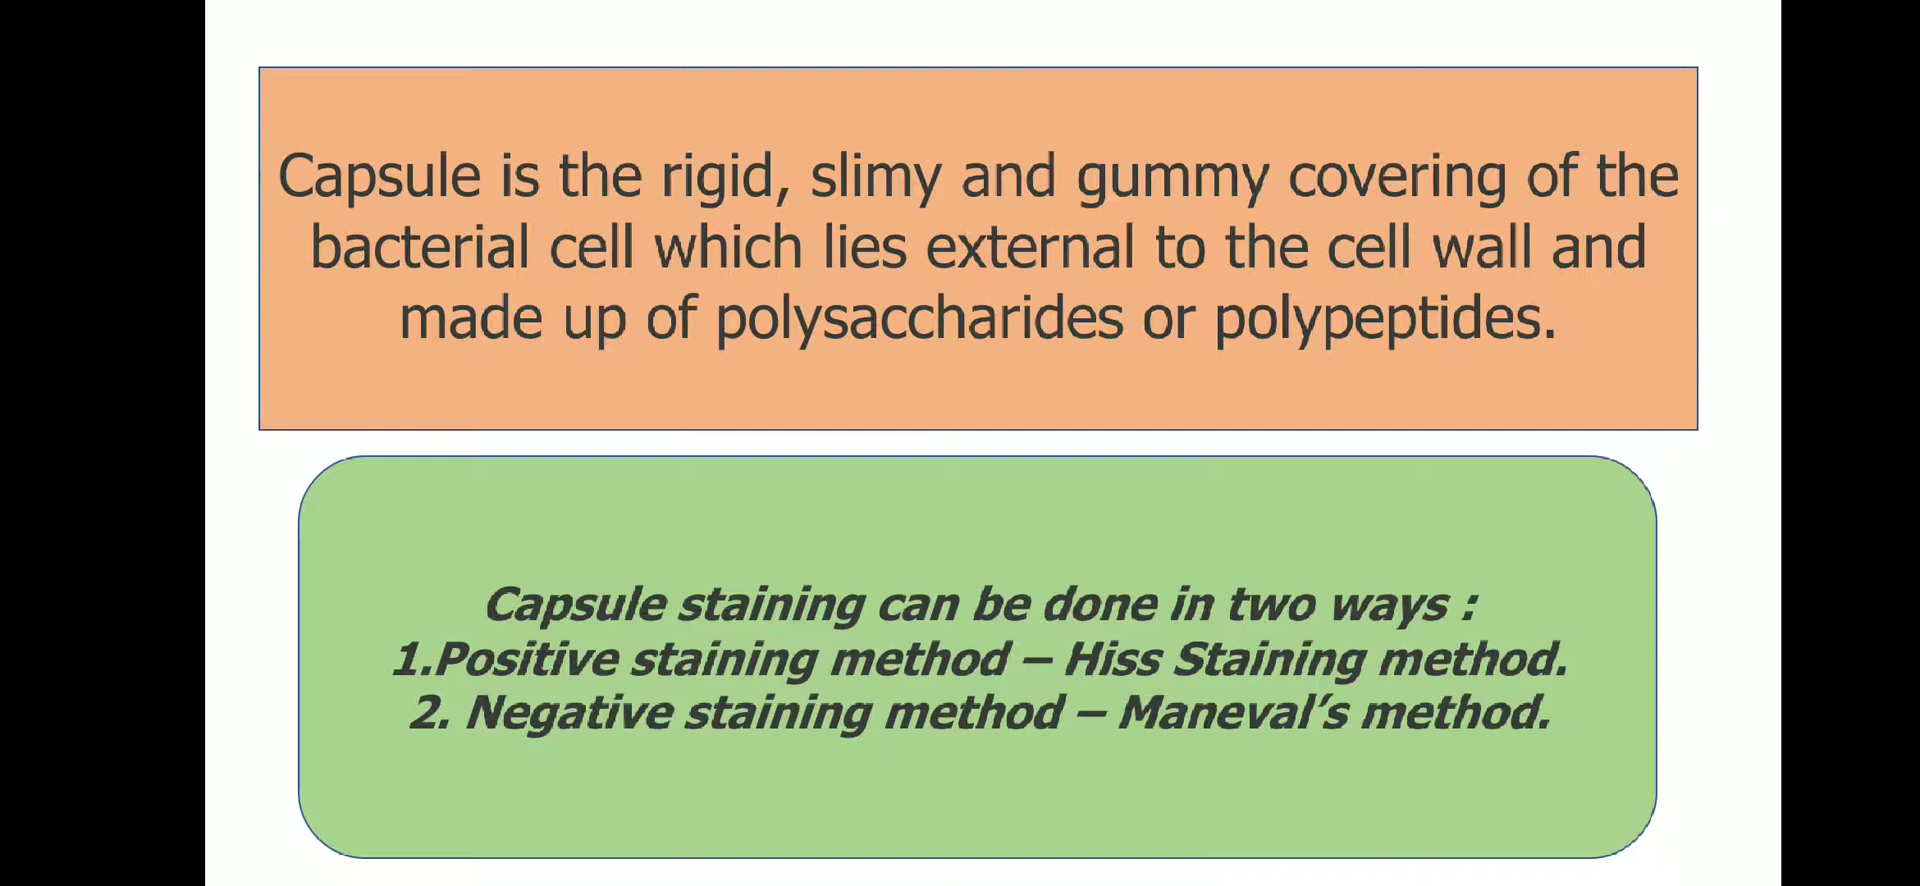 Capsule is the rigid, slimy and gummy covering of the
bacterial cell which lies external to the cell wall and
made up of polysaccharides or polypeptides.
Capsule staining can be done in two ways :
1.Positive staining method – Hiss Staining method.
2. Negative staining method – Maneval’s method.